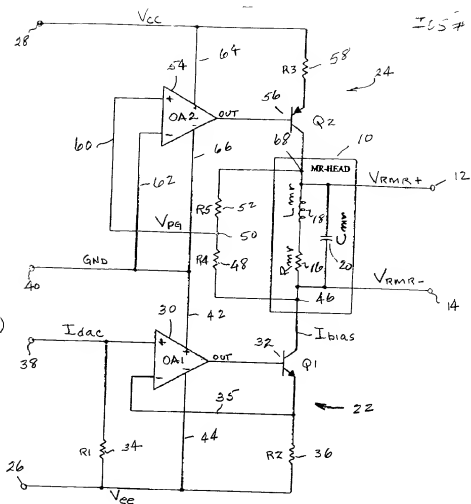 Vcc
28
64
54
R3
58
24
56
+
OA2
-
OUT
Q2
60
68
10
MR-HEAD
66
62
VRMR+
12
R5
52
Lmr
18
Cmr
VPG
50
20
R4
48
Rmr
16
GND
40
VRMR-
14
46
42
Ibias
Idac
30
38
+
+
OA1
-
-
OUT
32
Q1
35
22
R1
34
44
R2
36
26
Vee